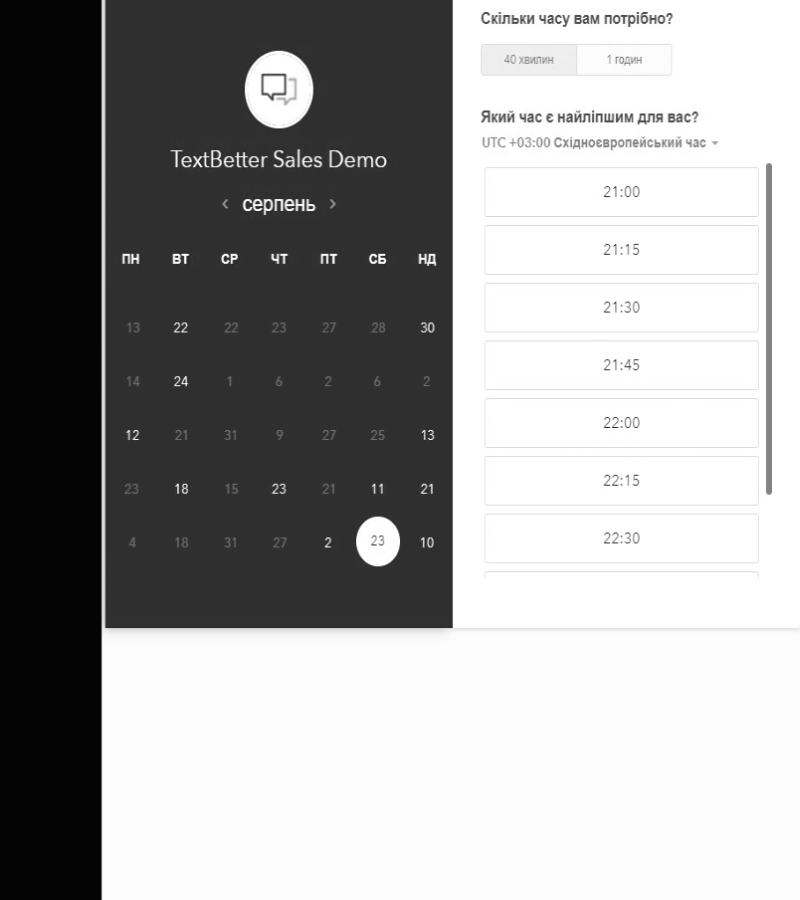 TextBetter Sales Demo
‹ серпень ›
ПН ВТ СР ЧТ ПТ СБ НД
13 22 22 23 27 28 30
14 24 1 6 2 6 2
12 21 31 9 27 25 13
23 18 15 23 21 11 21
4 18 31 27 2 23 10
Скільки часу вам потрібно?
40 хвилин 1 годин
Який час є найліпшим для вас?
UTC +03:00 Східноєвропейський час
21:00
21:15
21:30
21:45
22:00
22:15
22:30